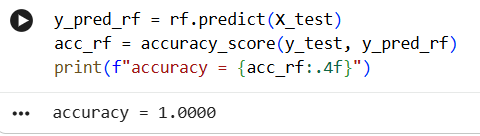 y_pred_rf = rf.predict(X_test)
acc_rf = accuracy_score(y_test, y_pred_rf)
print(f"accuracy = {acc_rf:.4f}")
accuracy = 1.0000